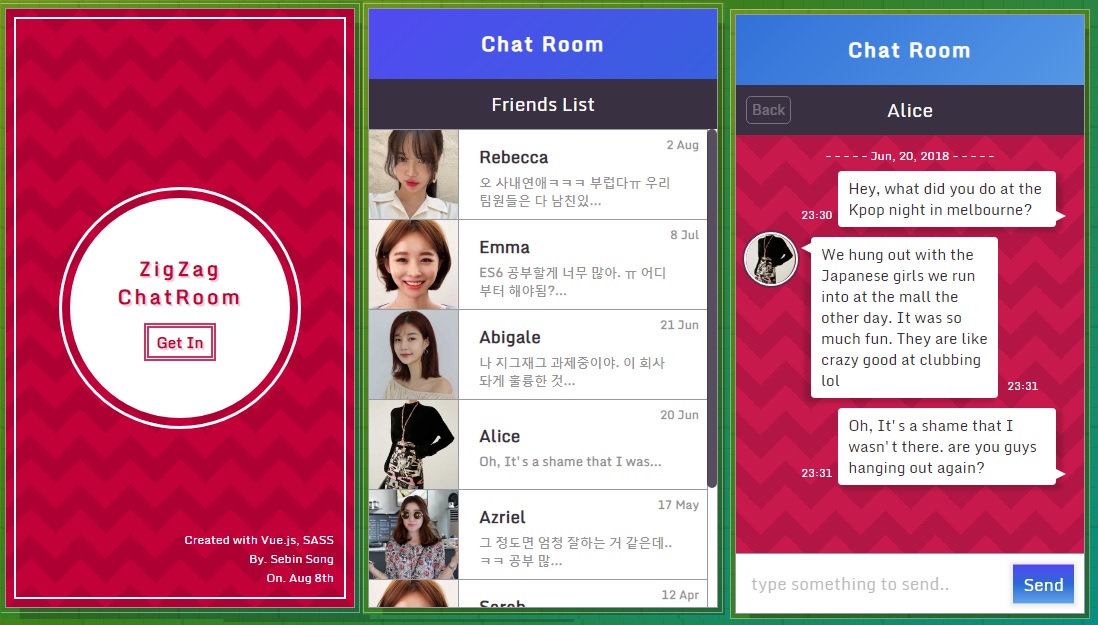 ZigZag
ChatRoom
Get In
Created with Vue.js, SASS
By. Sebin Song
On. Aug 8th
Chat Room
Friends List
2 Aug
Rebecca
오 사내연애ㅋㅋㅋ 부럽다ㅠ 우리
팀원들은 다 남친있...
8 Jul
Emma
ES6 공부할게 너무 많아. ㅠ 어디
부터 해야됨?...
21 Jun
Abigale
나 지그재그 과제중이야. 이 회사
돠게 훌륭한 것...
20 Jun
Alice
Oh, It's a shame that I was...
17 May
Azriel
그 정도면 엄청 잘하는 거 같은데..
ㅋㅋ 공부 많...
12 Apr
Sarah
Chat Room
Back
Alice
----- Jun, 20, 2018 -----
Hey, what did you do at the
Kpop night in melbourne?
23:30
We hung out with the
Japanese girls we run
into at the mall the
other day. It was so
much fun. They are like
crazy good at clubbing
lol
23:31
Oh, It's a shame that I
wasn't there. are you guys
hanging out again?
23:31
type something to send..
Send